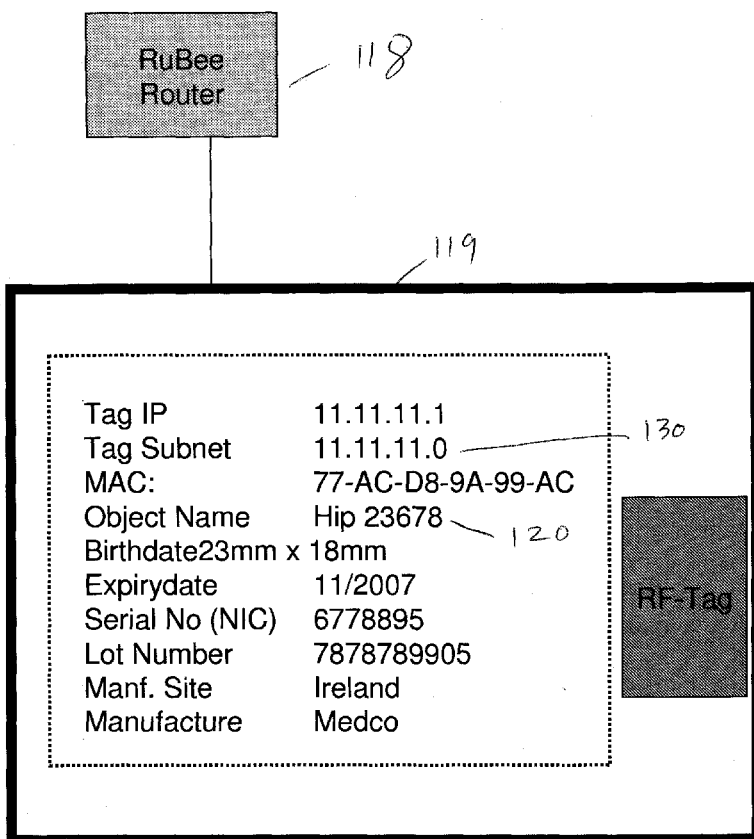 RuBee
Router
118
119
Tag IP 11.11.11.1
Tag Subnet 11.11.11.0
130
MAC: 77-AC-D8-9A-99-AC
Object Name Hip 23678
120
Birthdate23mm x 18mm
Expirydate 11/2007
Serial No (NIC) 6778895
RF-Tag
Lot Number 7878789905
Manf. Site Ireland
Manufacture Medco